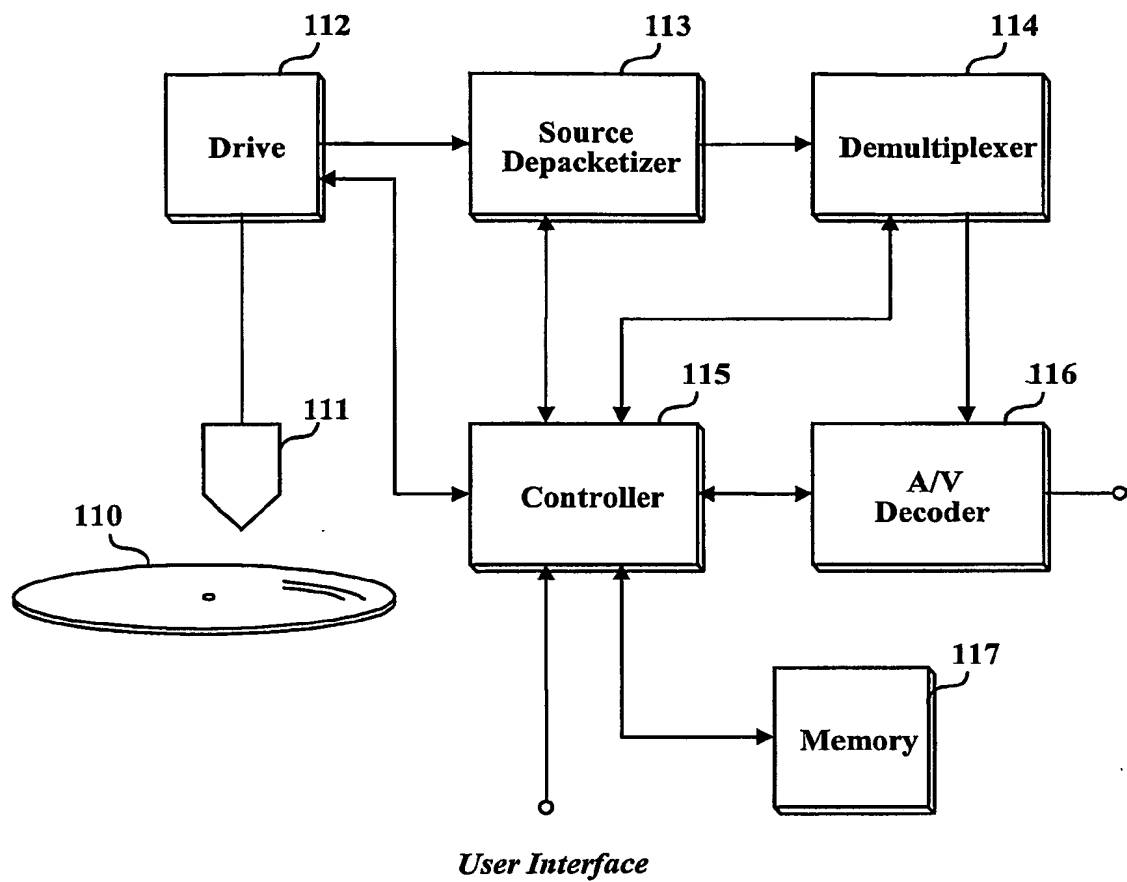 112
113
114
Drive
Source
Depacketizer
Demultiplexer
111
115
116
110
Controller
A/V
Decoder
117
Memory
User Interface